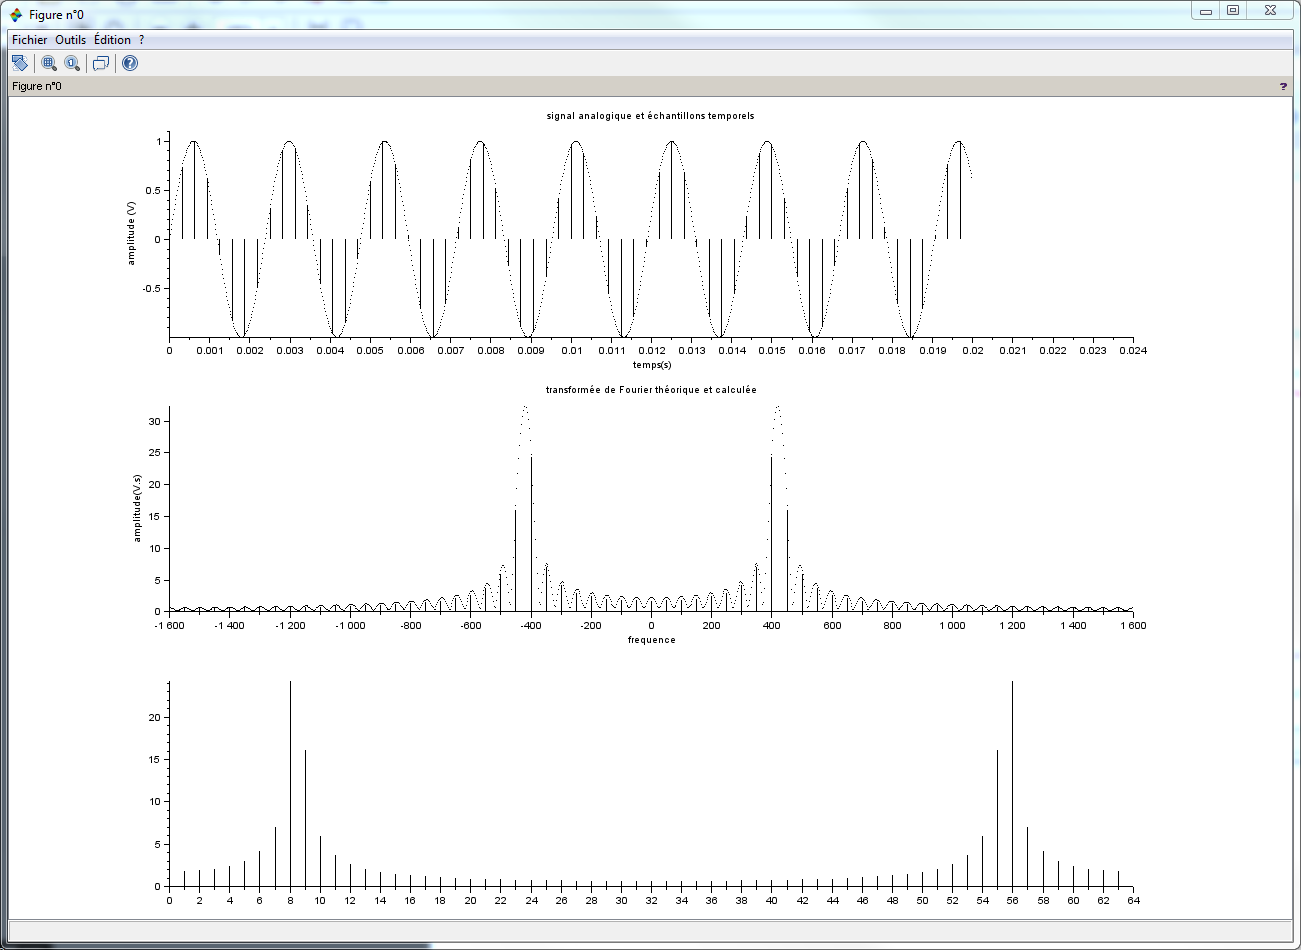 Figure n°0
Fichier Outils Édition ?
Figure n°0 ?
signal analogique et échantillons temporels
amplitude (V)
1
0.5
0
-0.5
0 0.001 0.002 0.003 0.004 0.005 0.006 0.007 0.008 0.009 0.01 0.011 0.012 0.013 0.014 0.015 0.016 0.017 0.018 0.019 0.02 0.021 0.022 0.023 0.024
temps(s)
transformée de Fourier théorique et calculée
amplitude(V.s)
30
25
20
15
10
5
0
-1 600 -1 400 -1 200 -1 000 -800 -600 -400 -200 0 200 400 600 800 1 000 1 200 1 400 1 600
frequence
20
15
10
5
0
0 2 4 6 8 10 12 14 16 18 20 22 24 26 28 30 32 34 36 38 40 42 44 46 48 50 52 54 56 58 60 62 64